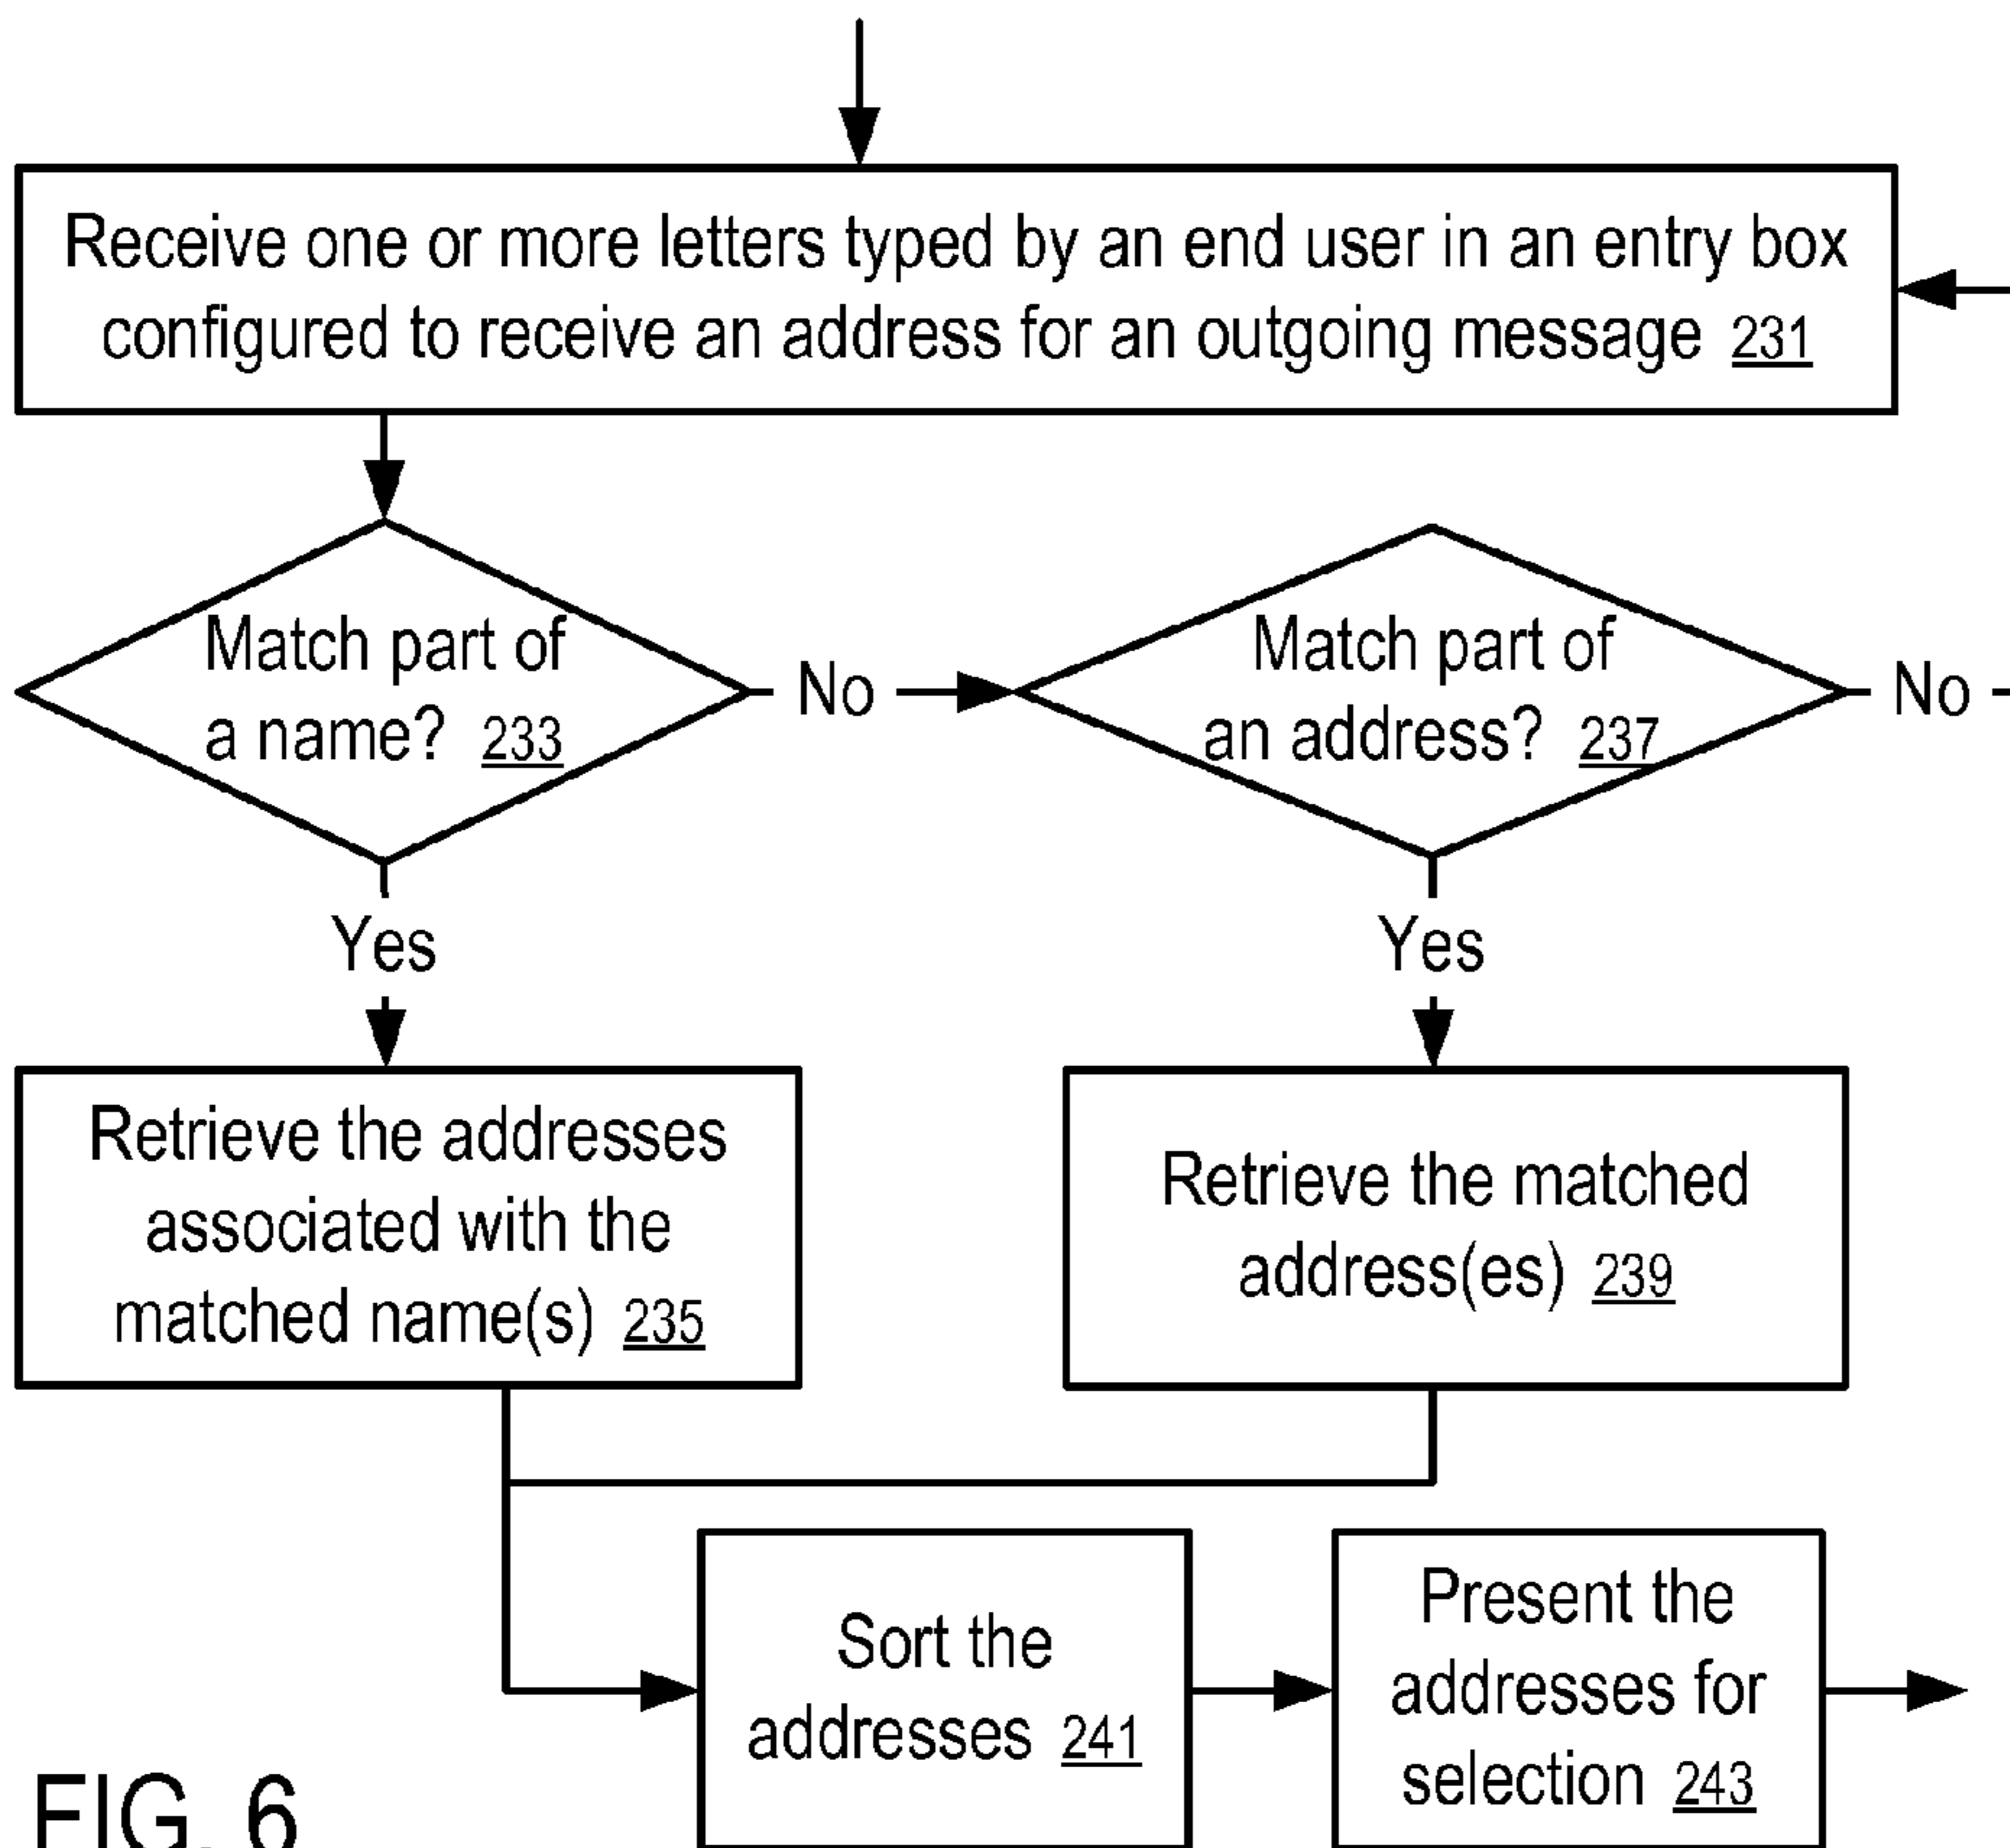 Receive one or more letters typed by an end user in an entry box
configured to receive an address for an outgoing message 231
Match part of
a name? 233
No
Match part of
an address? 237
No
Yes
Yes
Retrieve the addresses
associated with the
matched name(s) 235
Retrieve the matched
address(es) 239
Sort the
addresses 241
Present the
addresses for
selection 243
FIG. 6